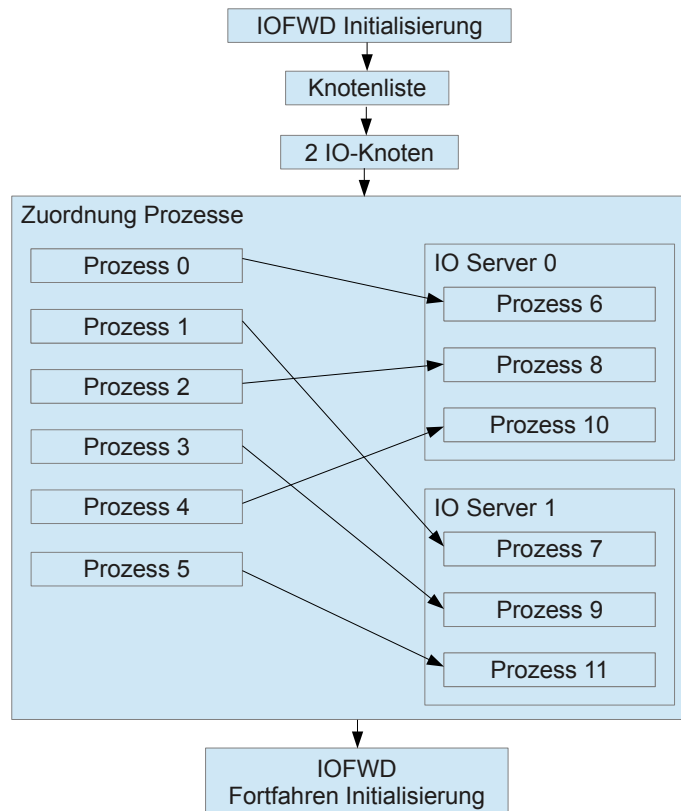 IOFWD Initialisierung
Knotenliste
2 IO-Knoten
Zuordnung Prozesse
Prozess 0
Prozess 1
Prozess 2
Prozess 3
Prozess 4
Prozess 5
IO Server 0
Prozess 6
Prozess 8
Prozess 10
IO Server 1
Prozess 7
Prozess 9
Prozess 11
IOFWD
Fortfahren Initialisierung